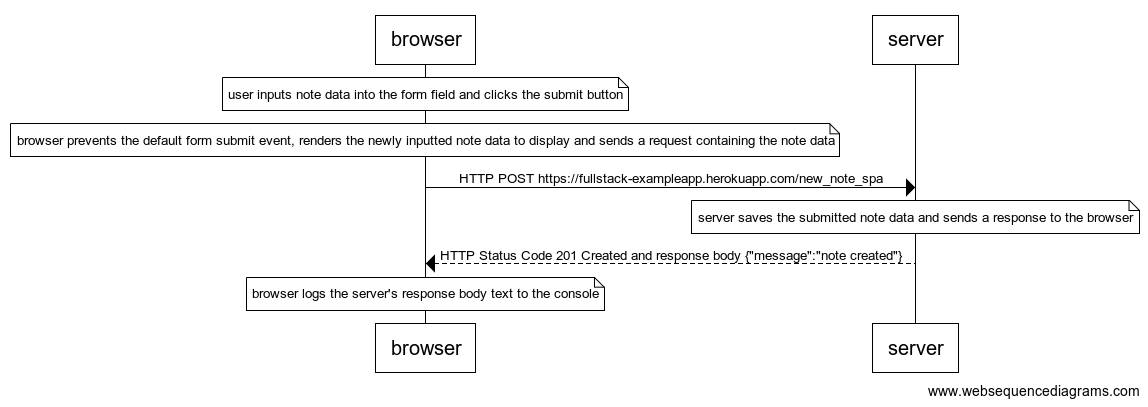 browser
server
user inputs note data into the form field and clicks the submit button
browser prevents the default form submit event, renders the newly inputted note data to display and sends a request containing the note data
HTTP POST https://fullstack-exampleapp.herokuapp.com/new_note_spa
server saves the submitted note data and sends a response to the browser
HTTP Status Code 201 Created and response body {"message":"note created"}
browser logs the server's response body text to the console
browser
server
www.websequencediagrams.com